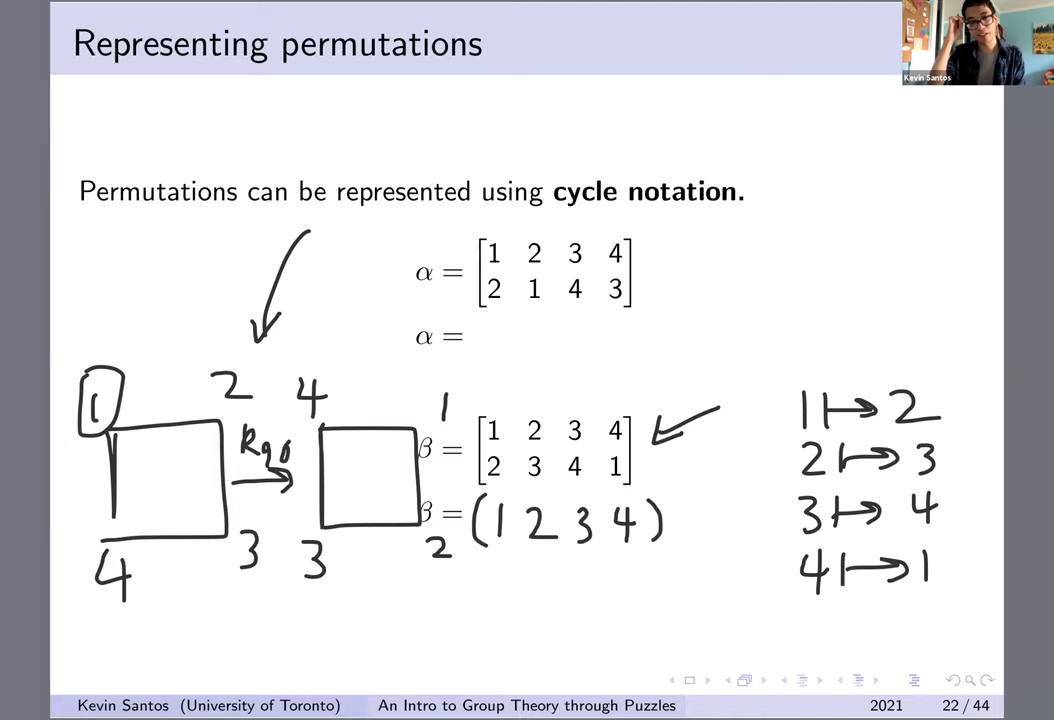 Representing permutations
Kevin Santos
Permutations can be represented using cycle notation.
α = [1 2 3 4
2 1 4 3]
α =
1 2 4 1
R90
4 3 3 2
β = [1 2 3 4
2 3 4 1]
β = (1 2 3 4)
1 ↦ 2
2 ↦ 3
3 ↦ 4
4 ↦ 1
Kevin Santos (University of Toronto) An Intro to Group Theory through Puzzles 2021 22 / 44